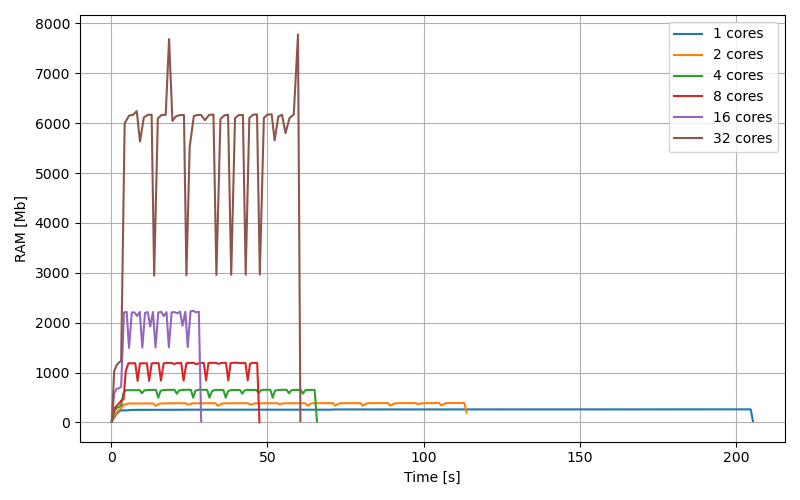 8000
7000
6000
5000
4000
3000
2000
1000
0
RAM [Mb]
1 cores
2 cores
4 cores
8 cores
16 cores
32 cores
0 50 100 150 200
Time [s]